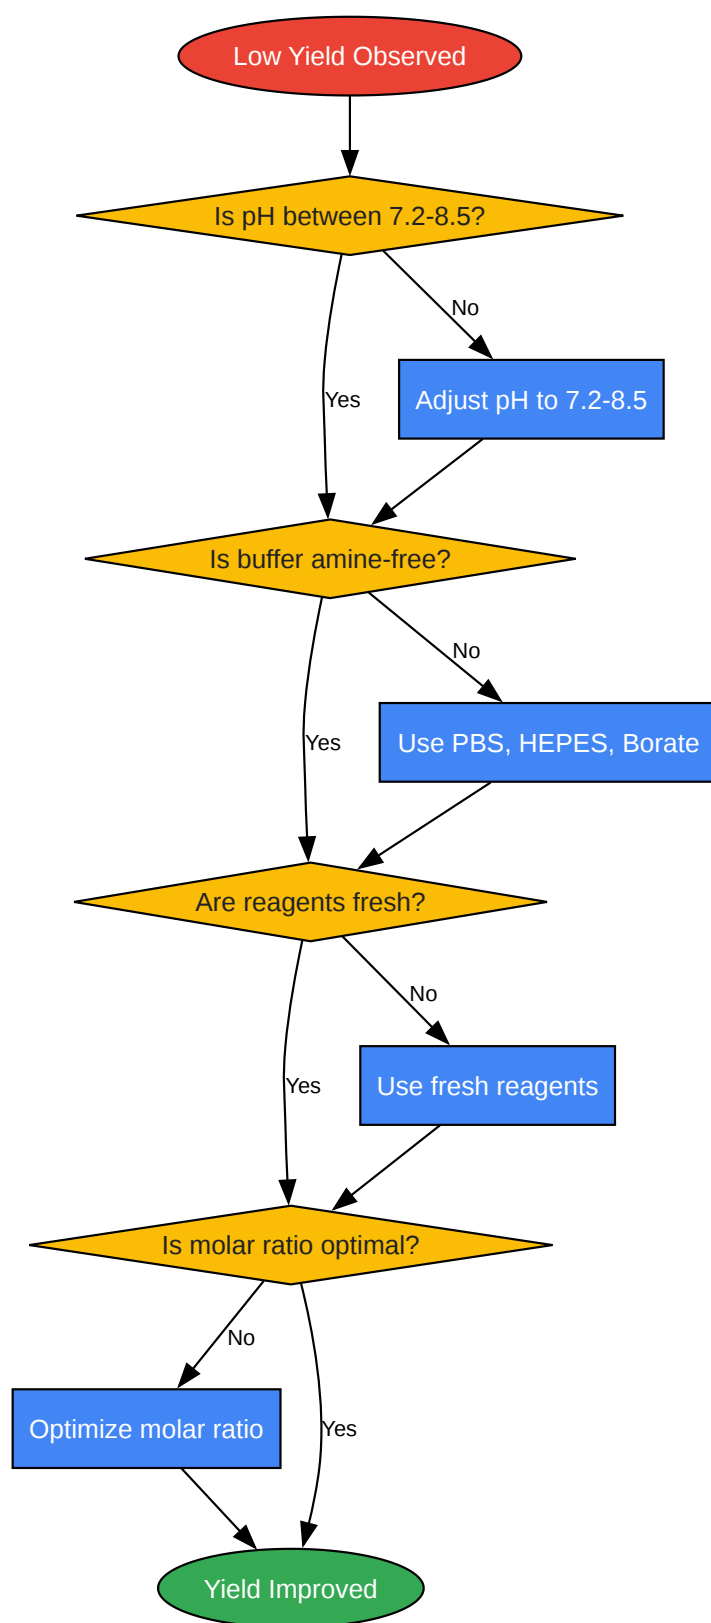 Low Yield Observed
Is pH between 7.2-8.5?
No
Yes
Adjust pH to 7.2-8.5
Is buffer amine-free?
No
Yes
Use PBS, HEPES, Borate
Are reagents fresh?
No
Yes
Use fresh reagents
Is molar ratio optimal?
No
Optimize molar ratio
Yes
Yield Improved